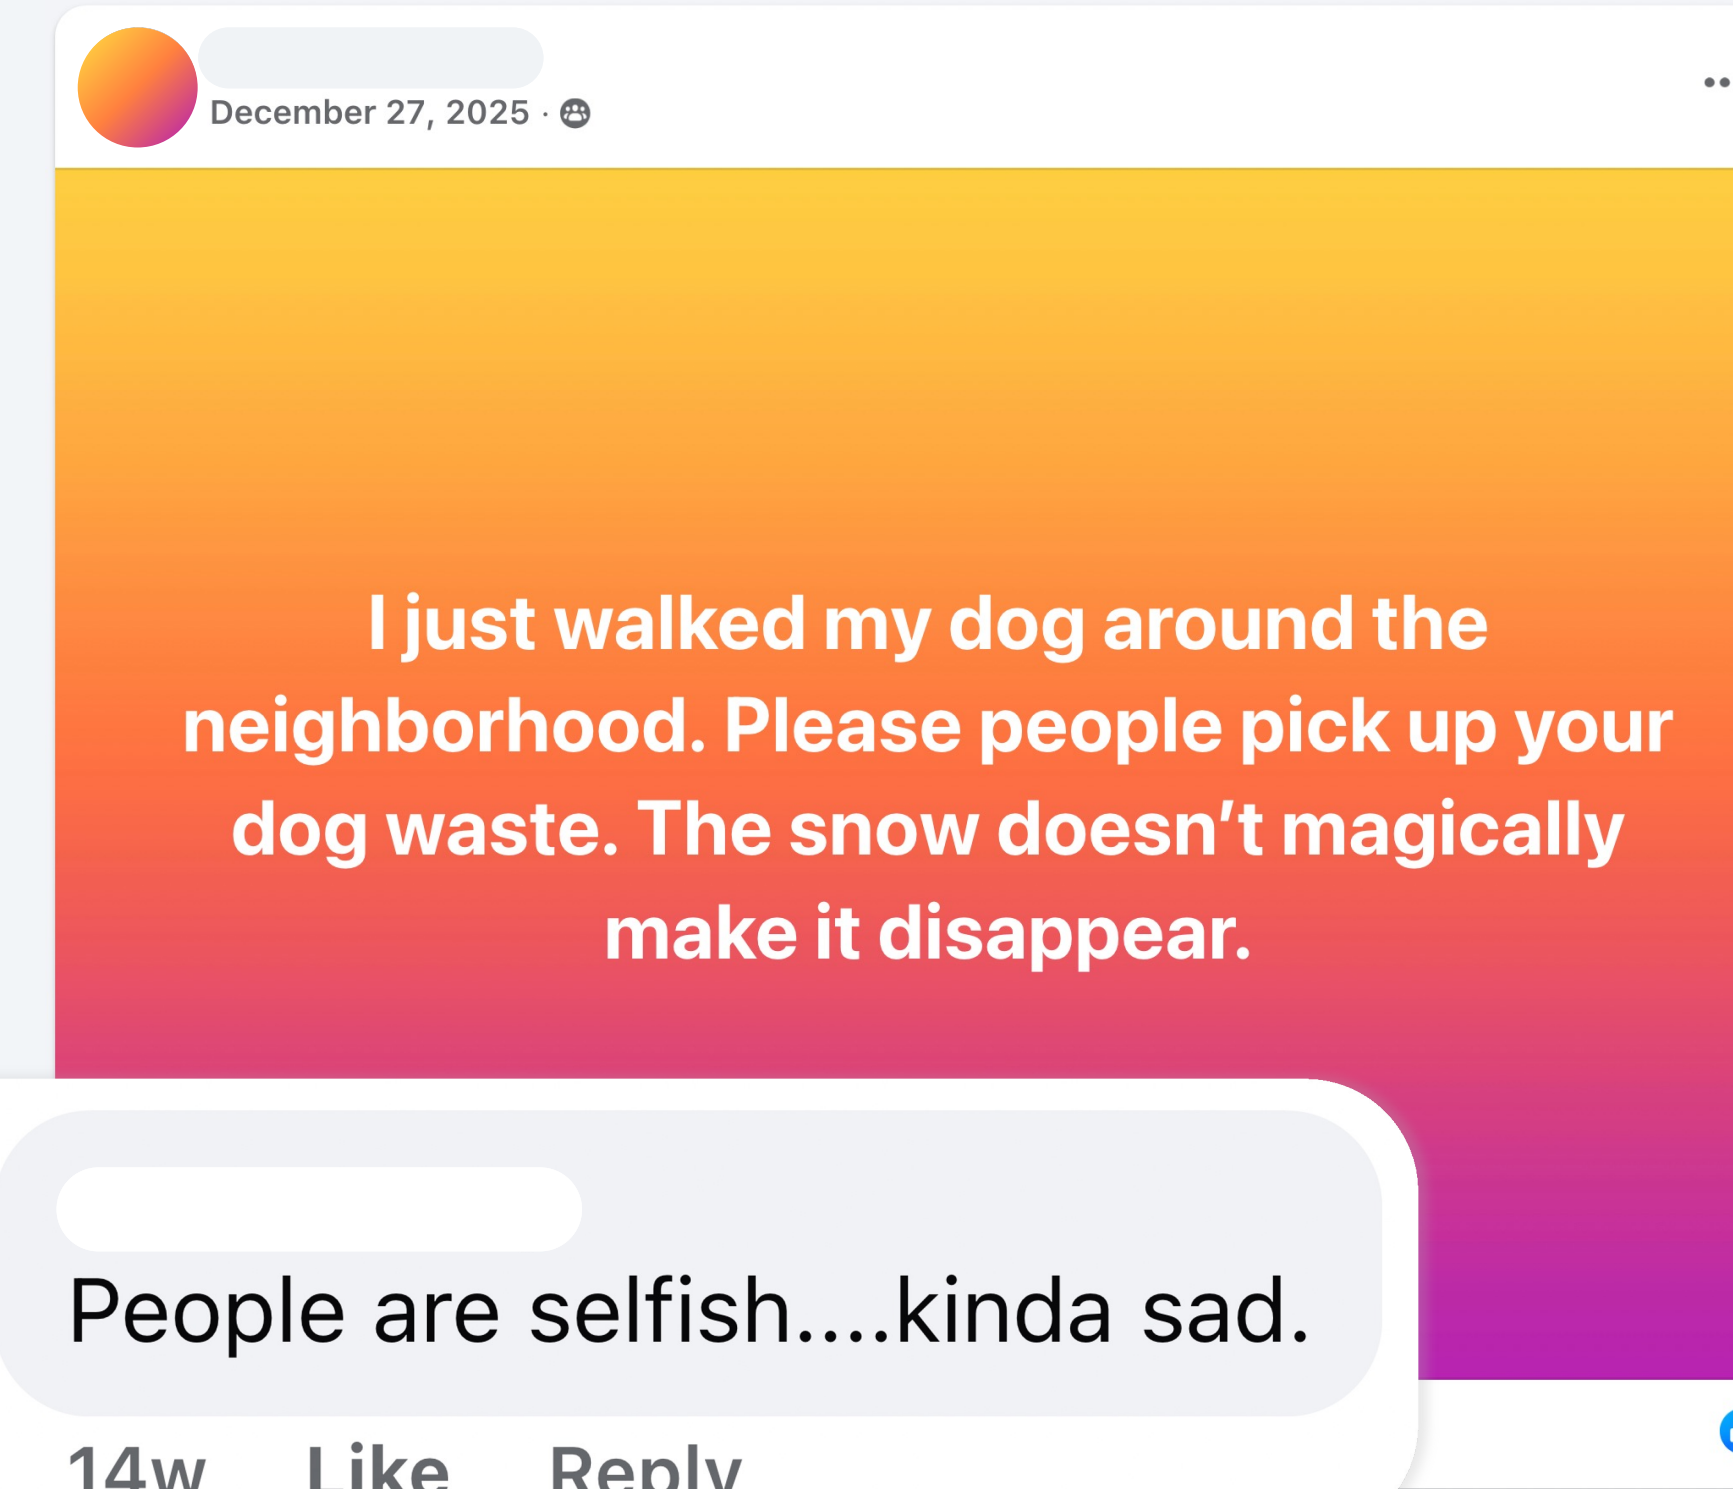 December 27, 2025 ·
I just walked my dog around the
neighborhood. Please people pick up your
dog waste. The snow doesn’t magically
make it disappear.
People are selfish....kinda sad.
14w Like Reply